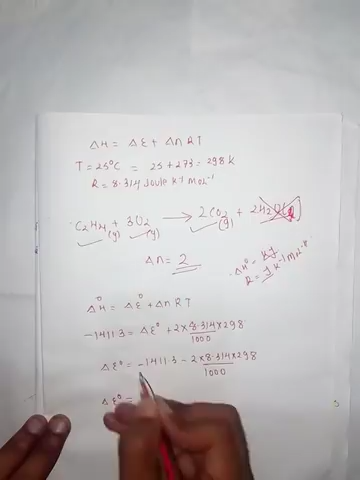 ΔH = ΔE + ΔnRT
T = 25°C = 25 + 273 = 298 K
R = 8.314 Joule K⁻¹ mol⁻¹
C₂H₄ (g) + 3O₂ (g) → 2CO₂ (g) + 2H₂O(l)
Δn = 2
ΔH° = KJ
R = J K⁻¹ mol⁻¹
ΔH° = ΔE° + ΔnRT
-1411.3 = ΔE° + 2×8.314×298/1000
ΔE° = -1411.3 - 2×8.314×298/1000
ΔE° =